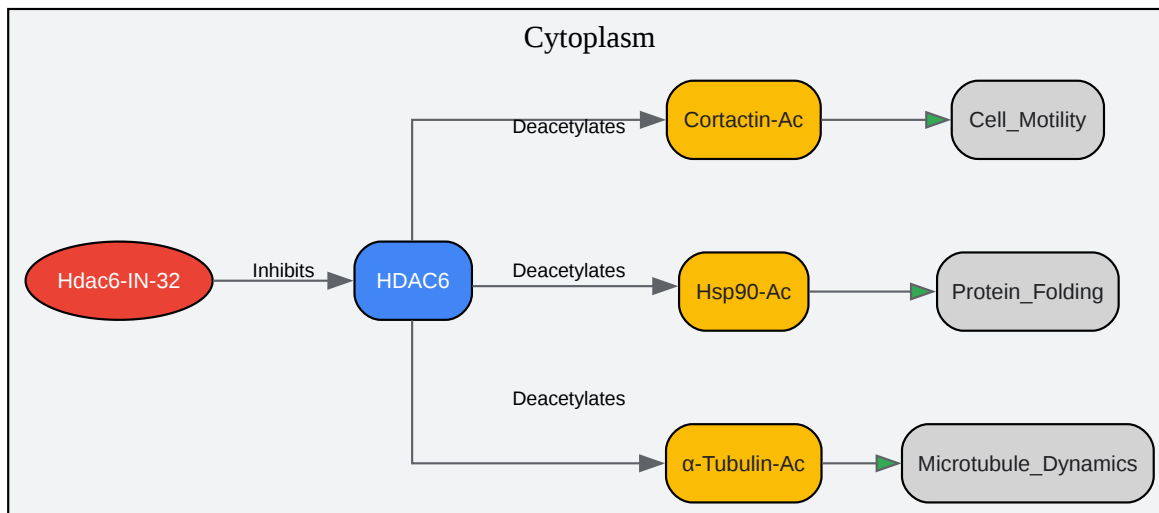 Cytoplasm
Deacetylates
Cortactin-Ac
Cell_Motility
Hdac6-IN-32
Inhibits
HDAC6
Deacetylates
Hsp90-Ac
Protein_Folding
Deacetylates
α-Tubulin-Ac
Microtubule_Dynamics